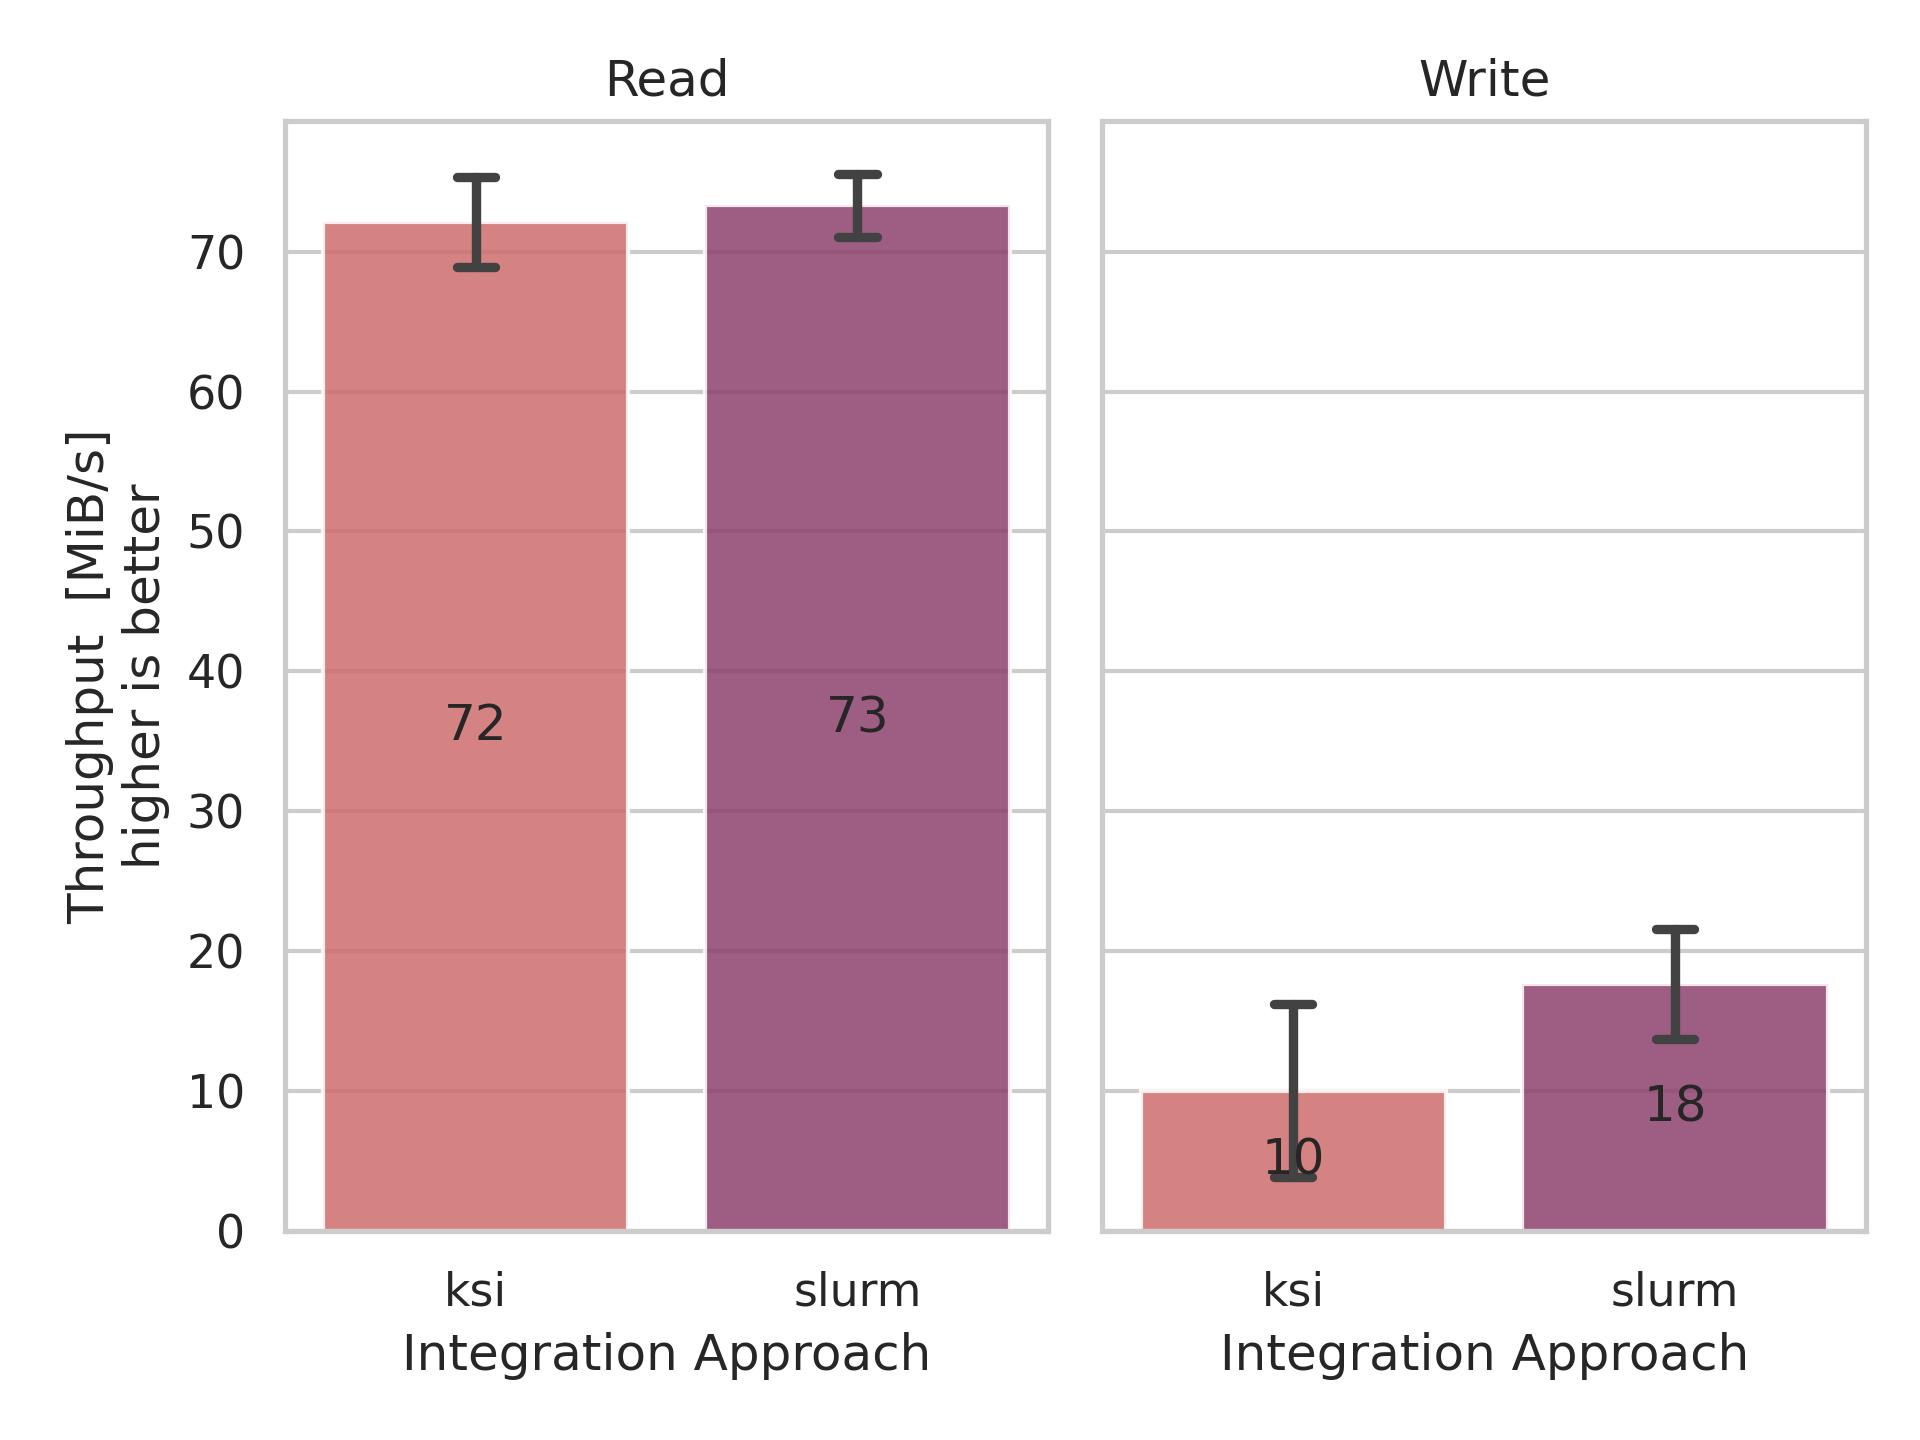 Read
Write
Throughput [MiB/s]
higher is better
70
60
50
40
30
20
10
0
72
73
10
18
ksi
slurm
ksi
slurm
Integration Approach
Integration Approach